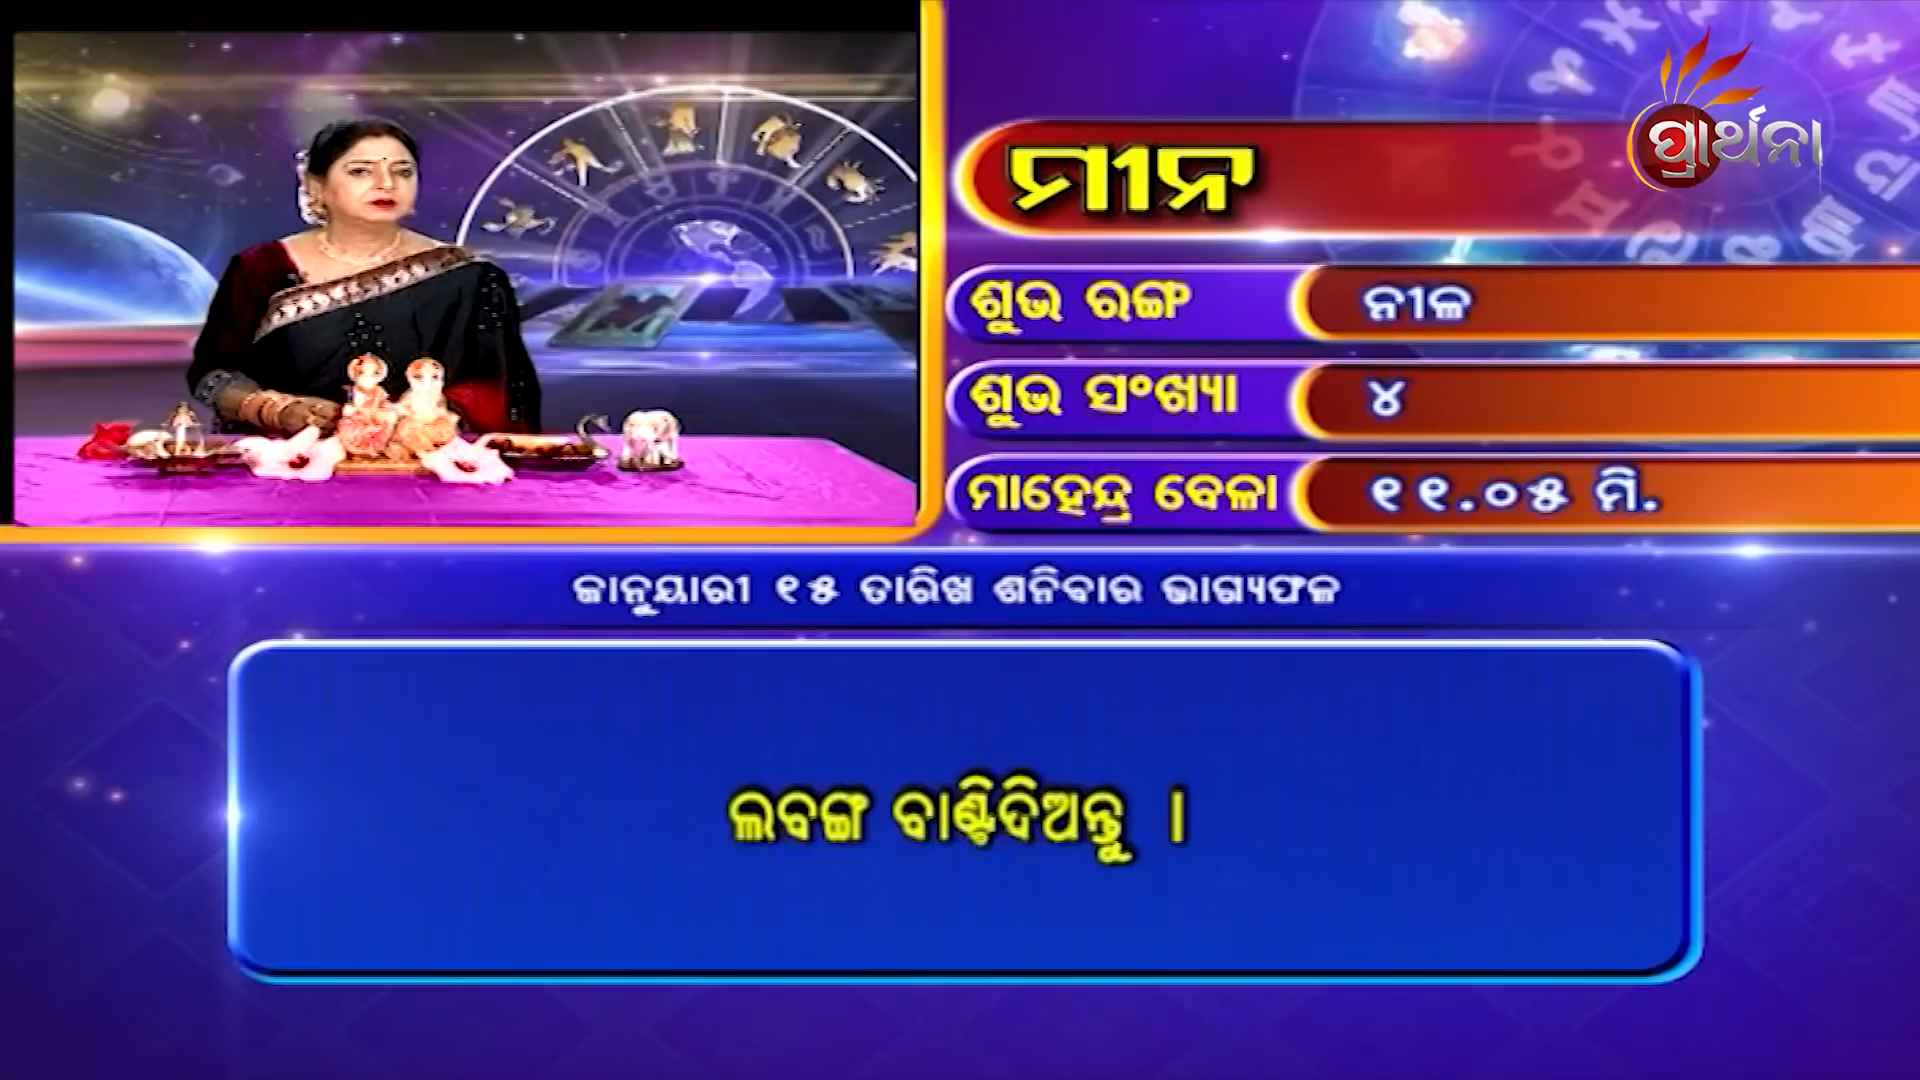 ମୀନ
ପ୍ରାର୍ଥନା
ଶୁଭ ରଙ୍ଗ ନୀଳ
ଶୁଭ ସଂଖ୍ୟା ୪
ମାହେନ୍ଦ୍ର ବେଳା ୧୧.୦୫ ମି.
ଜାନୁୟାରୀ ୧୫ ତାରିଖ ଶନିବାର ଭାଗ୍ୟଫଳ
ଲବଙ୍ଗ ବାଣ୍ଟିଦିଅନ୍ତୁ ।